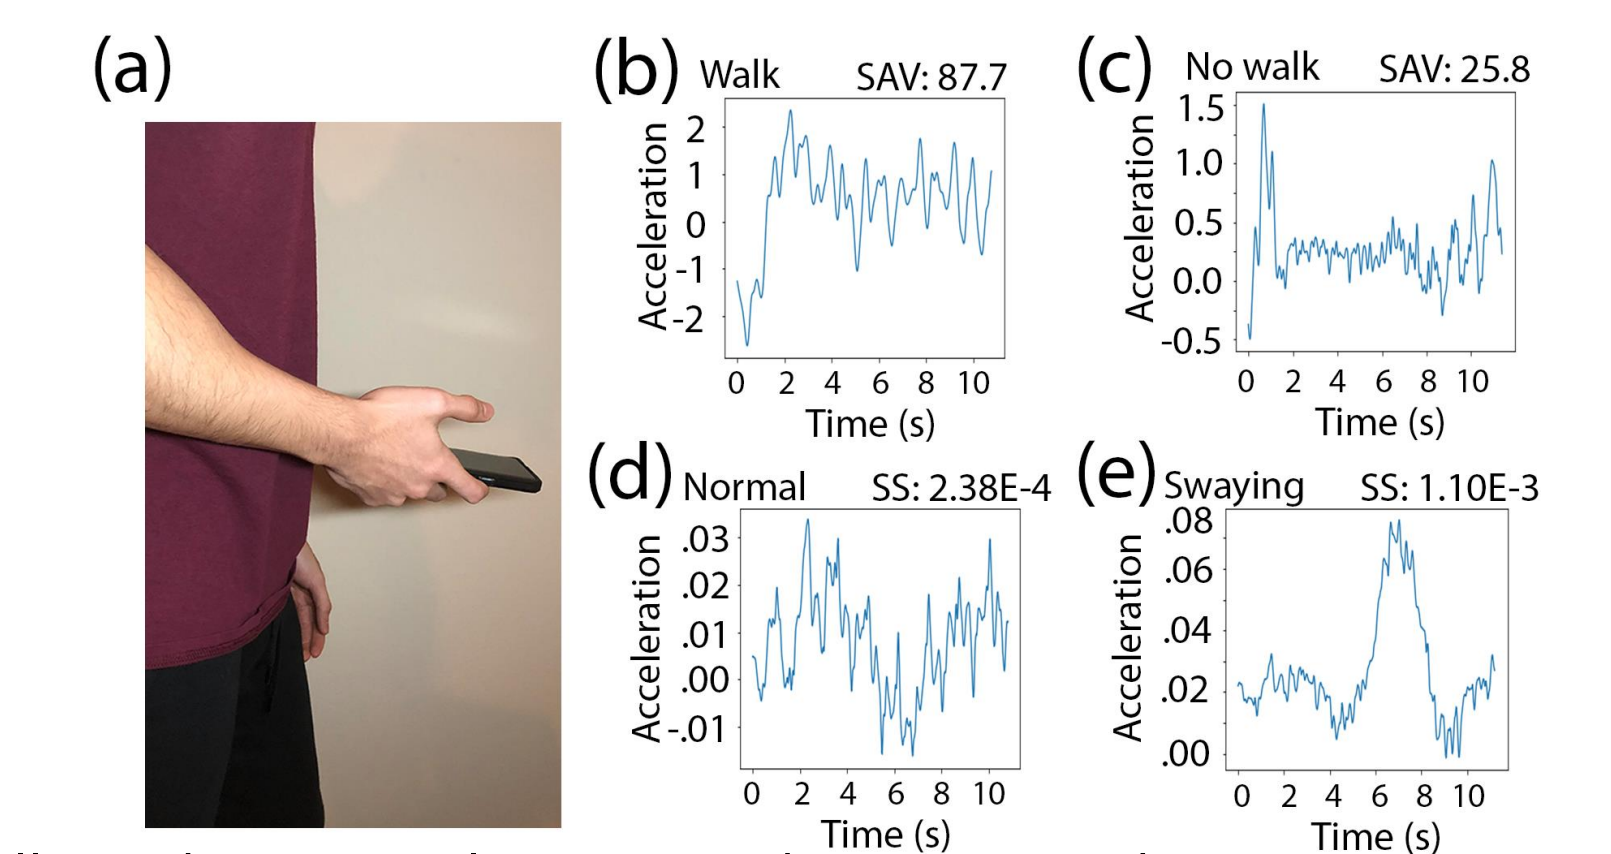 (a)
(b) Walk SAV: 87.7
Acceleration
2
1
0
-1
-2
0 2 4 6 8 10
Time (s)
(c) No walk SAV: 25.8
Acceleration
1.5
1.0
0.5
0.0
-0.5
0 2 4 6 8 10
Time (s)
(d) Normal SS: 2.38E-4
Acceleration
.03
.02
.01
.00
-.01
0 2 4 6 8 10
Time (s)
(e) Swaying SS: 1.10E-3
Acceleration
.08
.06
.04
.02
.00
0 2 4 6 8 10
Time (s)